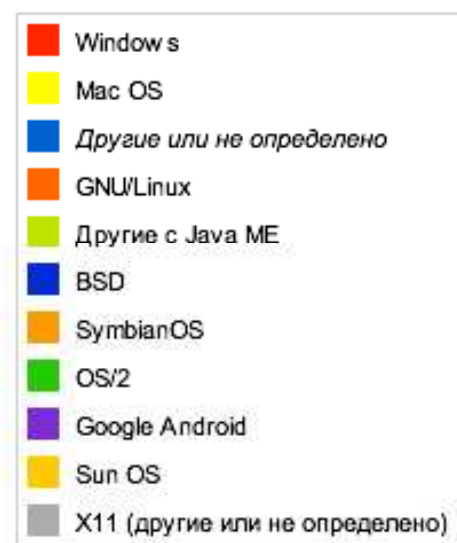 Windows
Mac OS
Другие или не определено
GNU/Linux
Другие с Java ME
BSD
SymbianOS
OS/2
Google Android
Sun OS
X11 (другие или не определено)